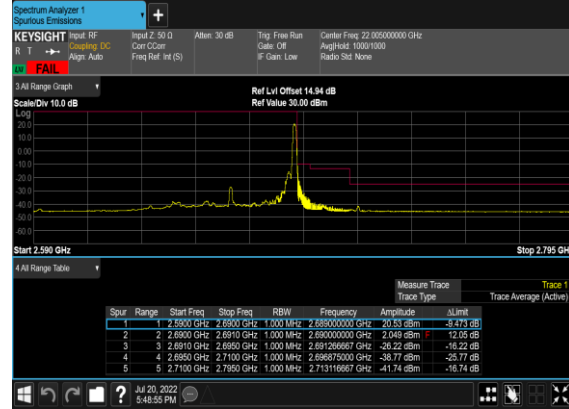 Spectrum Analyzer 1
Spurious Emissions
KEYSIGHT Input: RF Input Z: 50 Ω Atten: 30 dB Trig: Free Run Center Freq: 22.005000000 GHz
R T Coupling: DC Corr CCorr Gate: Off Avg|Hold: 1000/1000
Align: Auto Freq Ref: Int (S) IF Gain: Low Radio Std: None
FAIL
3 All Range Graph
Ref Lvl Offset 14.94 dB
Scale/Div 10.0 dB Ref Value 30.00 dBm
Log
20.0
10.0
0.00
-10.0
-20.0
-30.0
-40.0
-50.0
-60.0
Start 2.590 GHz Stop 2.795 GH
4 All Range Table
Measure Trace Trace 1
Trace Type Trace Average (Active)
Spur Range Start Freq Stop Freq RBW Frequency Amplitude ΔLimit
1 1 2.5900 GHz 2.6900 GHz 1.000 MHz 2.689000000 GHz 20.53 dBm -9.473 dB
2 2 2.6900 GHz 2.6910 GHz 1.000 MHz 2.690000000 GHz 2.049 dBm F 12.05 dB
3 3 2.6910 GHz 2.6950 GHz 1.000 MHz 2.691266667 GHz -26.22 dBm -16.22 dB
4 4 2.6950 GHz 2.7100 GHz 1.000 MHz 2.696875000 GHz -38.77 dBm -25.77 dB
5 5 2.7100 GHz 2.7950 GHz 1.000 MHz 2.713116667 GHz -41.74 dBm -16.74 dB
? Jul 20, 2022
5:48:55 PM